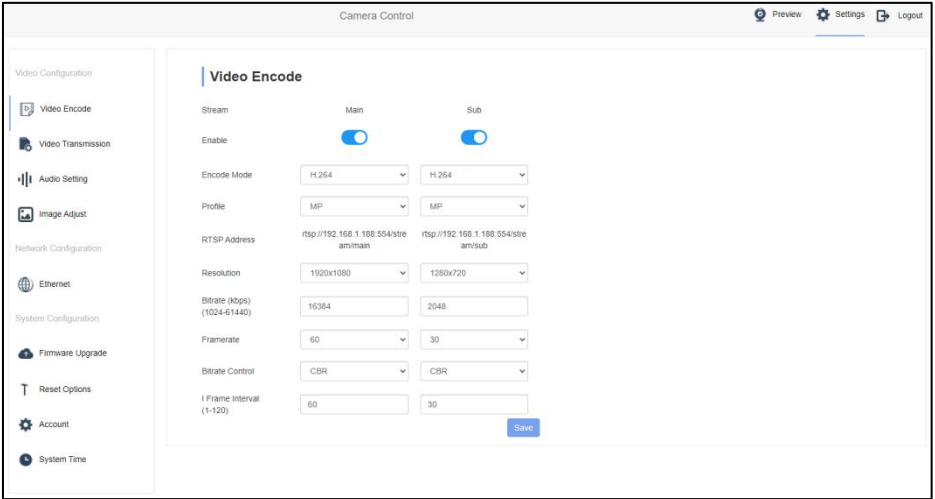 Camera Control
Preview
Settings
Logout
Video Configuration
Video Encode
Video Transmission
Audio Setting
Image Adjust
Network Configuration
Ethernet
System Configuration
Firmware Upgrade
Reset Options
Account
System Time
Video Encode
Stream Main Sub
Enable
Encode Mode H.264 H.264
Profile MP MP
RTSP Address rtsp://192.168.1.188:554/stre rtsp://192.168.1.188:554/stre
am/main am/sub
Resolution 1920x1080 1280x720
Bitrate (kbps)
(1024-61440) 16384 2048
Framerate 60 30
Bitrate Control CBR CBR
I Frame Interval
(1-120) 60 30
Save